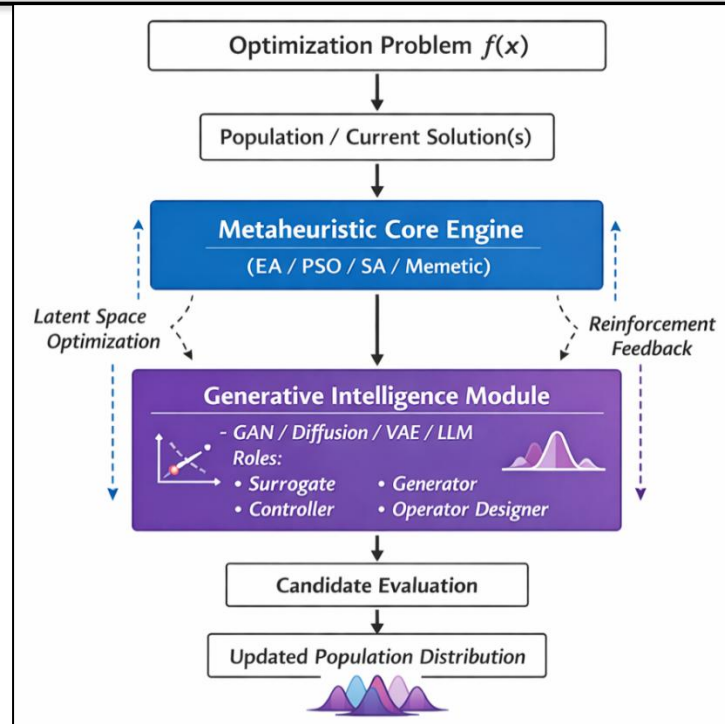 Optimization Problem f(x)
Population / Current Solution(s)
Metaheuristic Core Engine
(EA / PSO / SA / Memetic)
Latent Space
Optimization
Reinforcement
Feedback
Generative Intelligence Module
- GAN / Diffusion / VAE / LLM
Roles:
• Surrogate • Generator
• Controller • Operator Designer
Candidate Evaluation
Updated Population Distribution